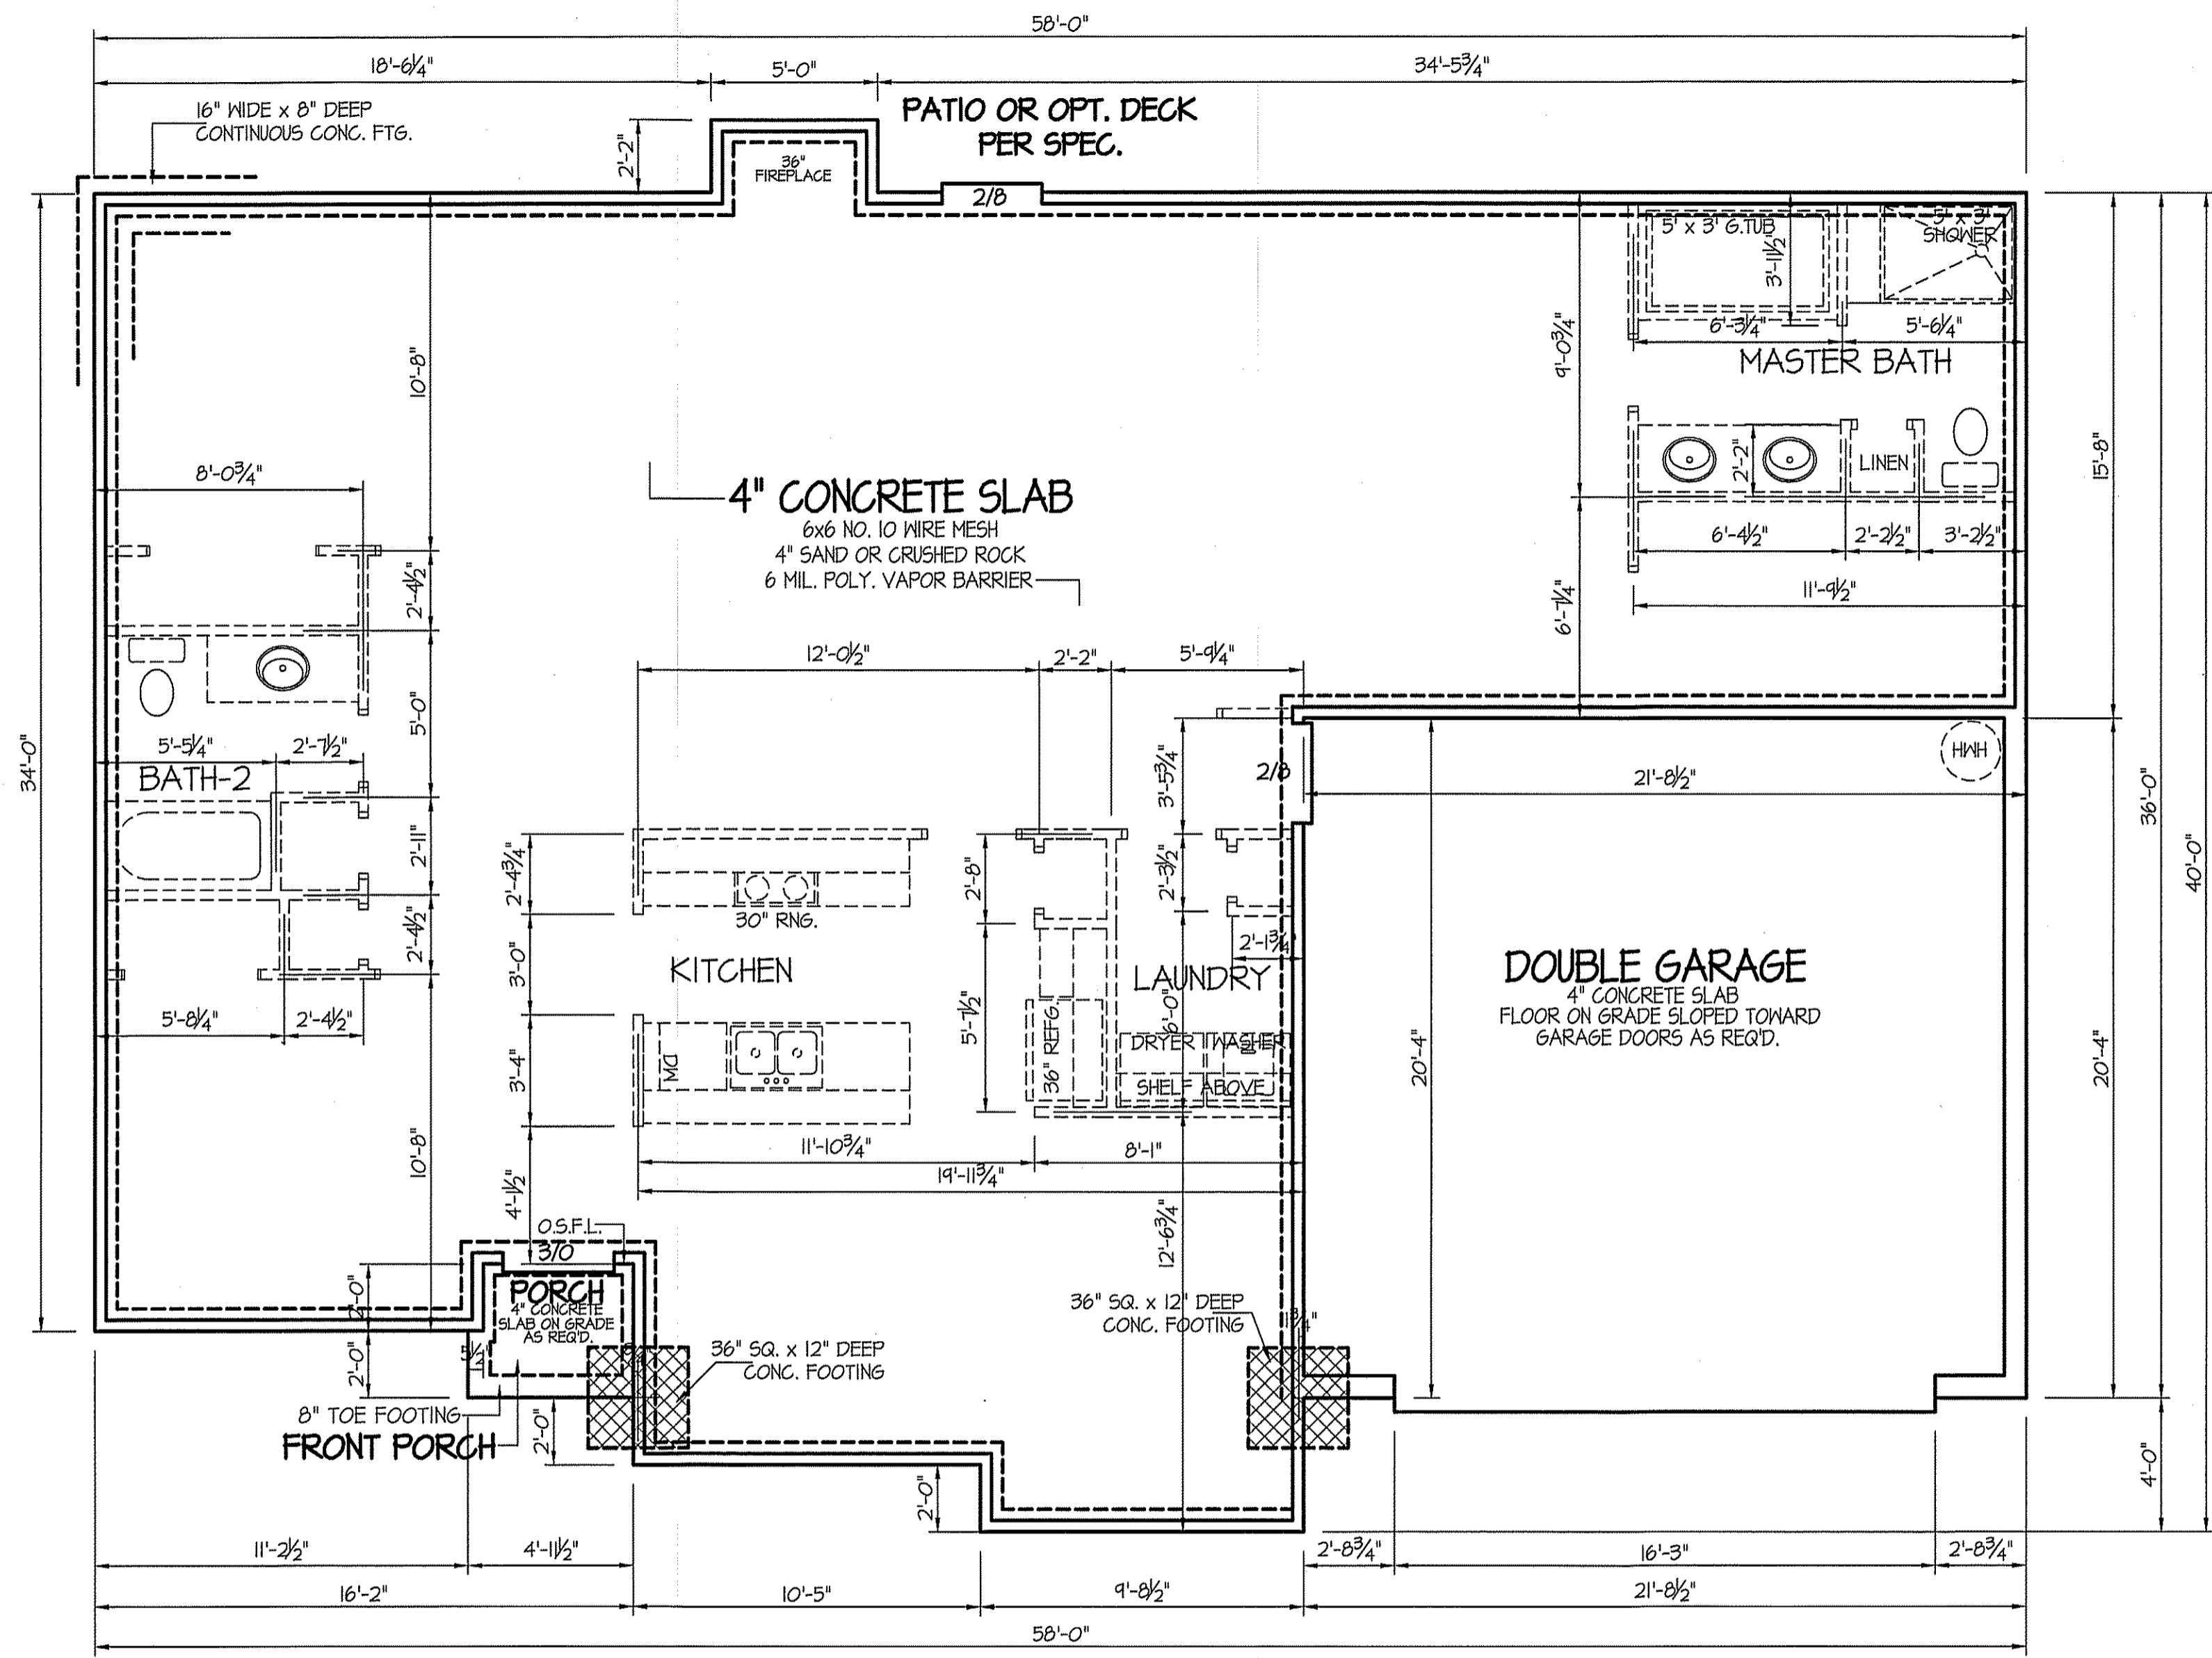 58'-0"
18'-6¼"
5'-0"
34'-5¾"
16" WIDE x 8" DEEP
CONTINUOUS CONC. FTG.
PATIO OR OPT. DECK
PER SPEC.
2'-2"
36"
FIREPLACE
2/8
5' x 3' G.TUB
5' x 3'
SHOWER
3'-1½"
6'-3¼"
5'-6¼"
MASTER BATH
9'-0¾"
10'-8"
15'-8"
8'-0¾"
2'-2"
LINEN
4" CONCRETE SLAB
6x6 NO. 10 WIRE MESH
4" SAND OR CRUSHED ROCK
6 MIL. POLY. VAPOR BARRIER
6'-4½"
2'-2½"
3'-2½"
11'-9½"
6'-7¼"
2'-4½"
12'-0½"
2'-2"
5'-9¼"
5'-0"
5'-5¼"
2'-7½"
BATH-2
34'-0"
3'-5¾"
2/8
HWH
21'-8½"
36'-0"
40'-0"
2'-11"
2'-4¾"
2'-8"
2'-3½"
30" RNG.
2'-4½"
3'-0"
KITCHEN
2'-1¾"
LAUNDRY
DOUBLE GARAGE
4" CONCRETE SLAB
FLOOR ON GRADE SLOPED TOWARD
GARAGE DOORS AS REQ'D.
5'-8¼"
2'-4½"
5'-7½"
6'-0"
3'-4"
DW
36" REFG.
DRYER
WASHER
SHELF ABOVE
20'-4"
20'-4"
10'-8"
11'-10¾"
8'-1"
19'-11¾"
4'-1½"
12'-6¾"
O.S.F.L.
3/0
2'-0"
PORCH
4" CONCRETE
SLAB ON GRADE
AS REQ'D.
36" SQ. x 12" DEEP
CONC. FOOTING
2'-0"
5½"
36" SQ. x 12" DEEP
CONC. FOOTING
8" TOE FOOTING
FRONT PORCH
2'-0"
2'-0"
4'-0"
11'-2½"
4'-11½"
2'-8¾"
16'-3"
2'-8¾"
16'-2"
10'-5"
9'-8½"
21'-8½"
58'-0"